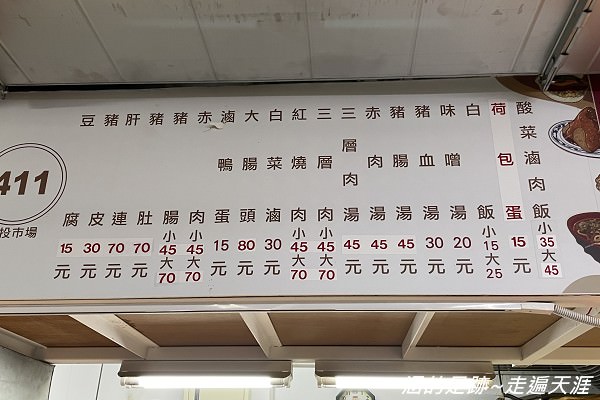 酸菜滷肉飯 小35 大45
荷包蛋 15元
白飯 小15 大25
味噌湯 20元
豬血湯 30元
豬腸湯 45元
赤肉湯 45元
三層肉湯 45元
三層肉 小45 大70
紅燒肉 小45 大70
白菜滷 30元
大腸頭 80元
滷鴨蛋 15元
赤肉 小45 大70
豬腸 小45 大70
豬肚 70元
肝連 70元
豬皮 30元
豆腐 15元
411
投市場
走遍天涯